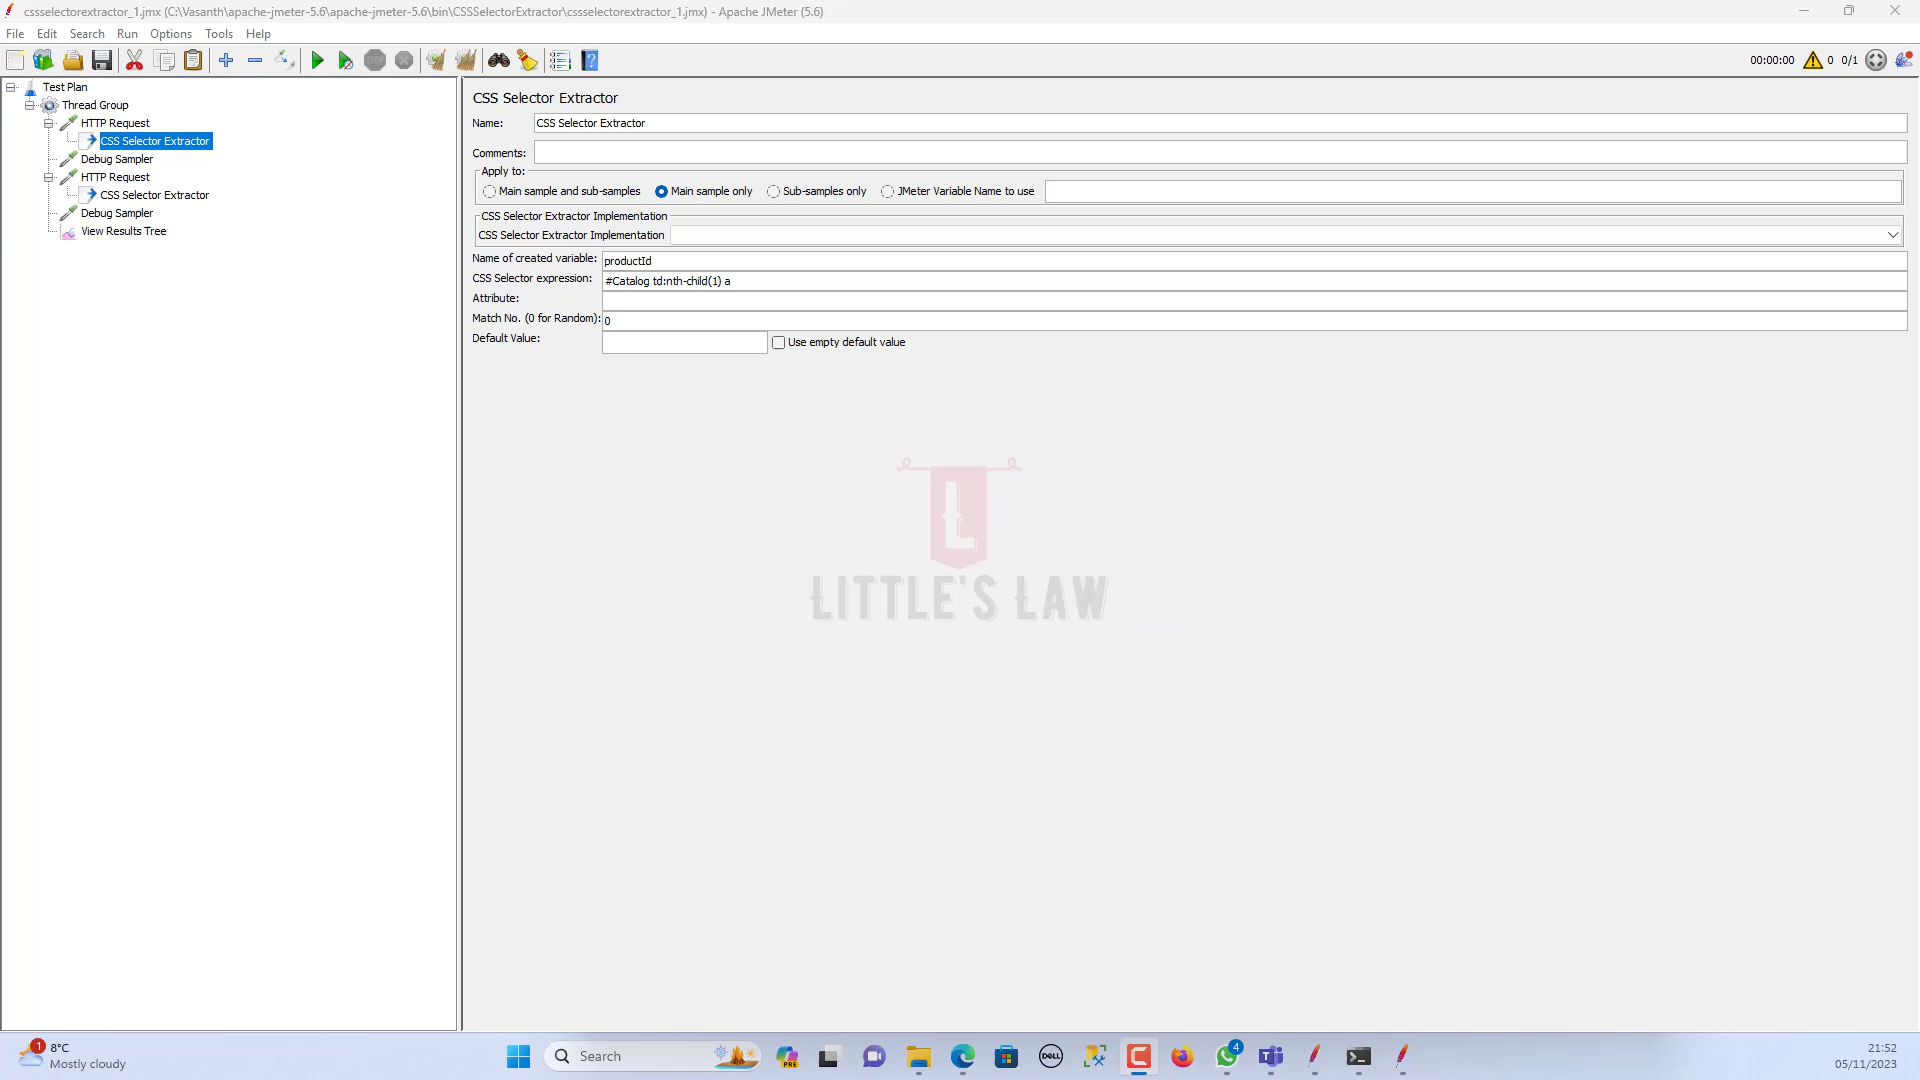 cssselectorextractor_1.jmx (C:\Vasanth\apache-jmeter-5.6\apache-jmeter-5.6\bin\CSSSelectorExtractor\cssselectorextractor_1.jmx) - Apache JMeter (5.6)
File Edit Search Run Options Tools Help
00:00:00 0 0/1
Test Plan
Thread Group
HTTP Request
CSS Selector Extractor
Debug Sampler
HTTP Request
CSS Selector Extractor
Debug Sampler
View Results Tree
CSS Selector Extractor
Name: CSS Selector Extractor
Comments:
Apply to:
Main sample and sub-samples Main sample only Sub-samples only JMeter Variable Name to use
CSS Selector Extractor Implementation
CSS Selector Extractor Implementation
Name of created variable: productId
CSS Selector expression: #Catalog td:nth-child(1) a
Attribute:
Match No. (0 for Random): 0
Default Value: Use empty default value
L
LITTLE'S LAW
1
8°C
Mostly cloudy
Search
PRE
DELL
4
21:52
05/11/2023